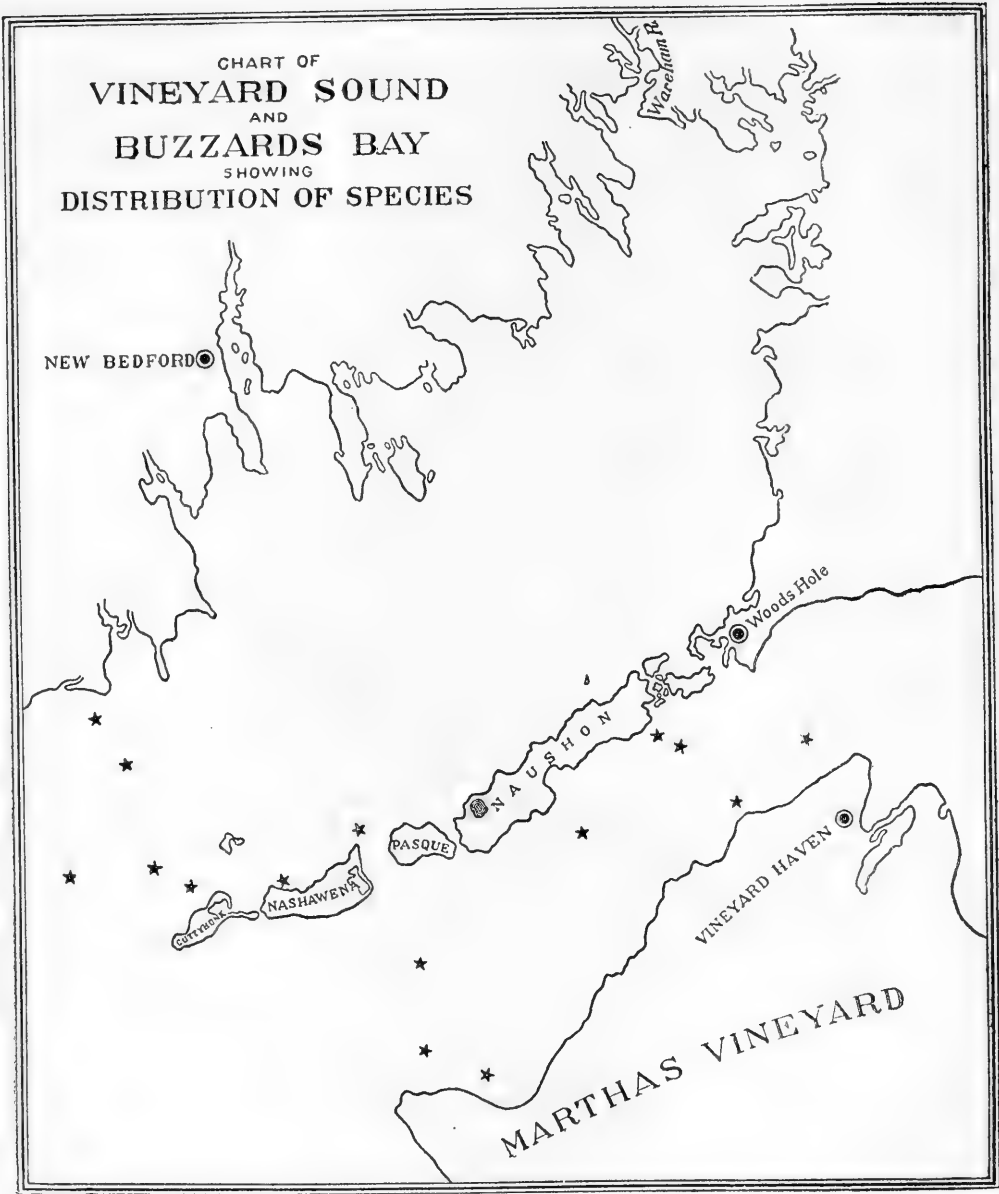 CHART OF
VINEYARD SOUND
AND
BUZZARDS BAY
SHOWING
DISTRIBUTION OF SPECIES
Wareham R.
NEW BEDFORD
Woods Hole
NAUSHON
PASQUE
NASHAWENA
CUTTYHUNK
VINEYARD HAVEN
MARTHAS VINEYARD